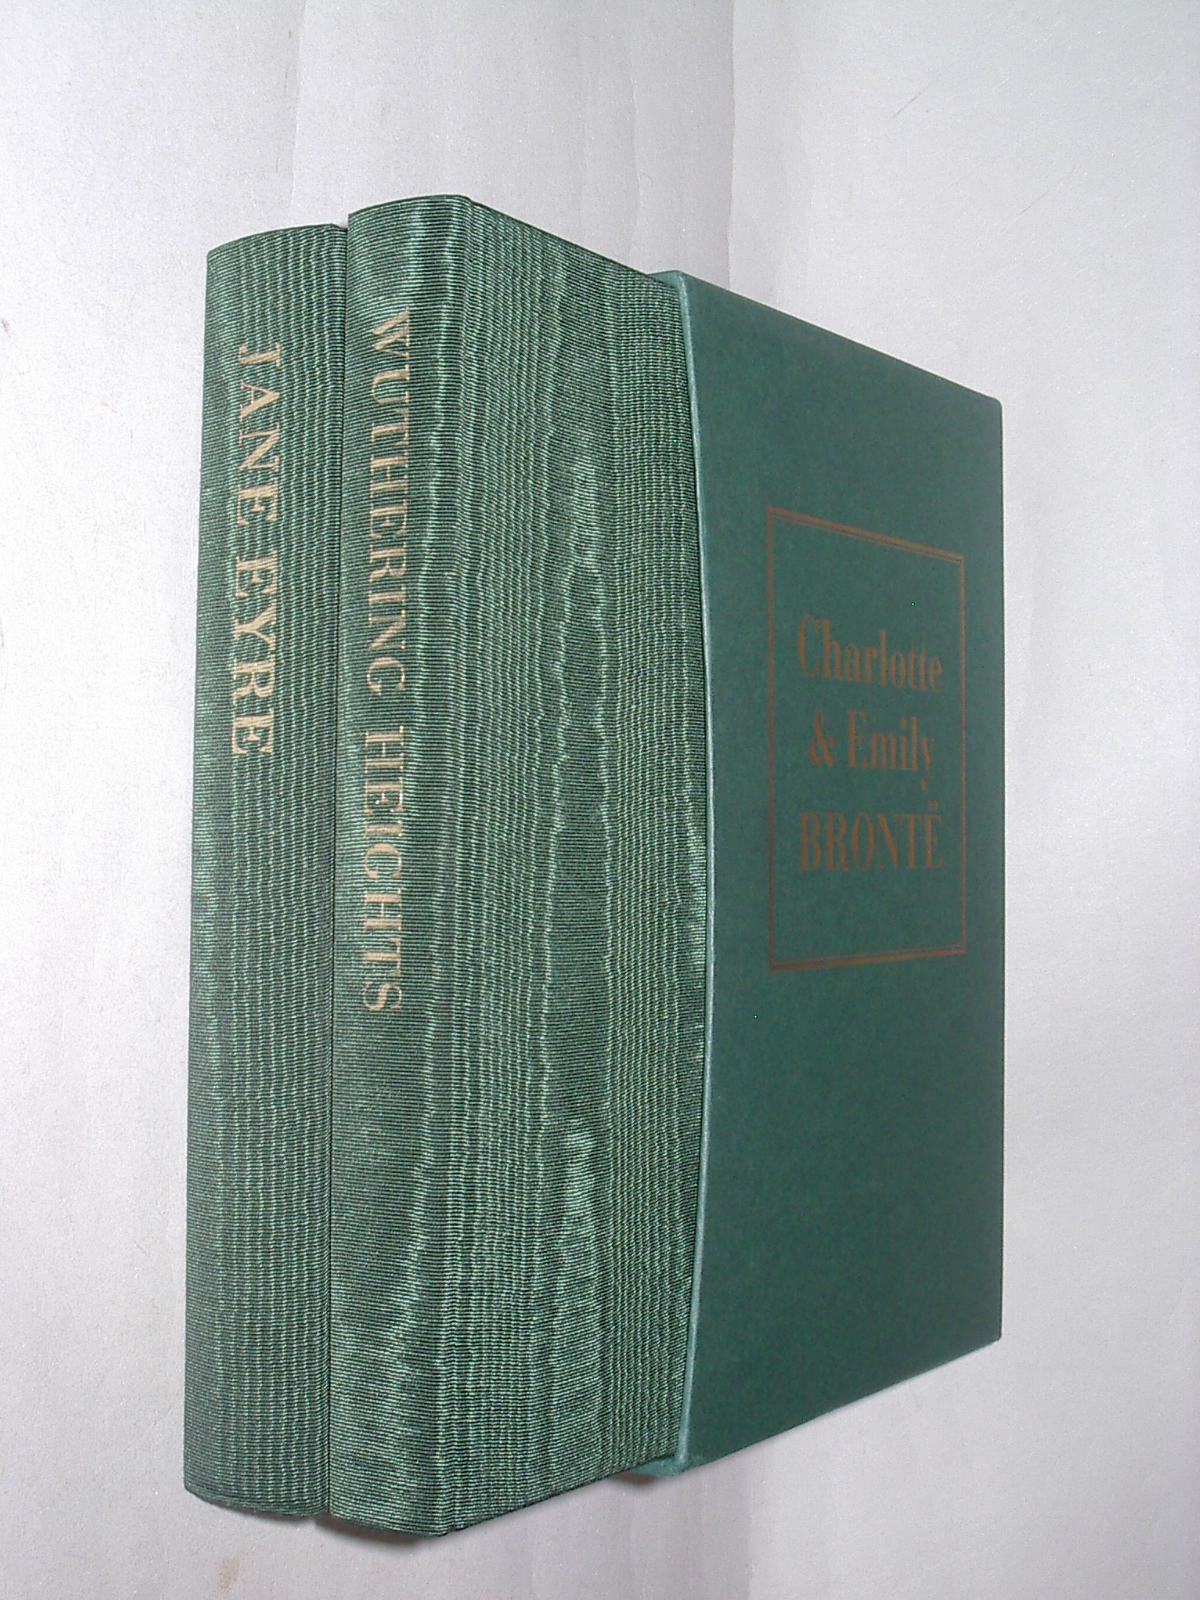 JANE EYRE
WUTHERING HEIGHTS
Charlotte
& Emily
BRONTË